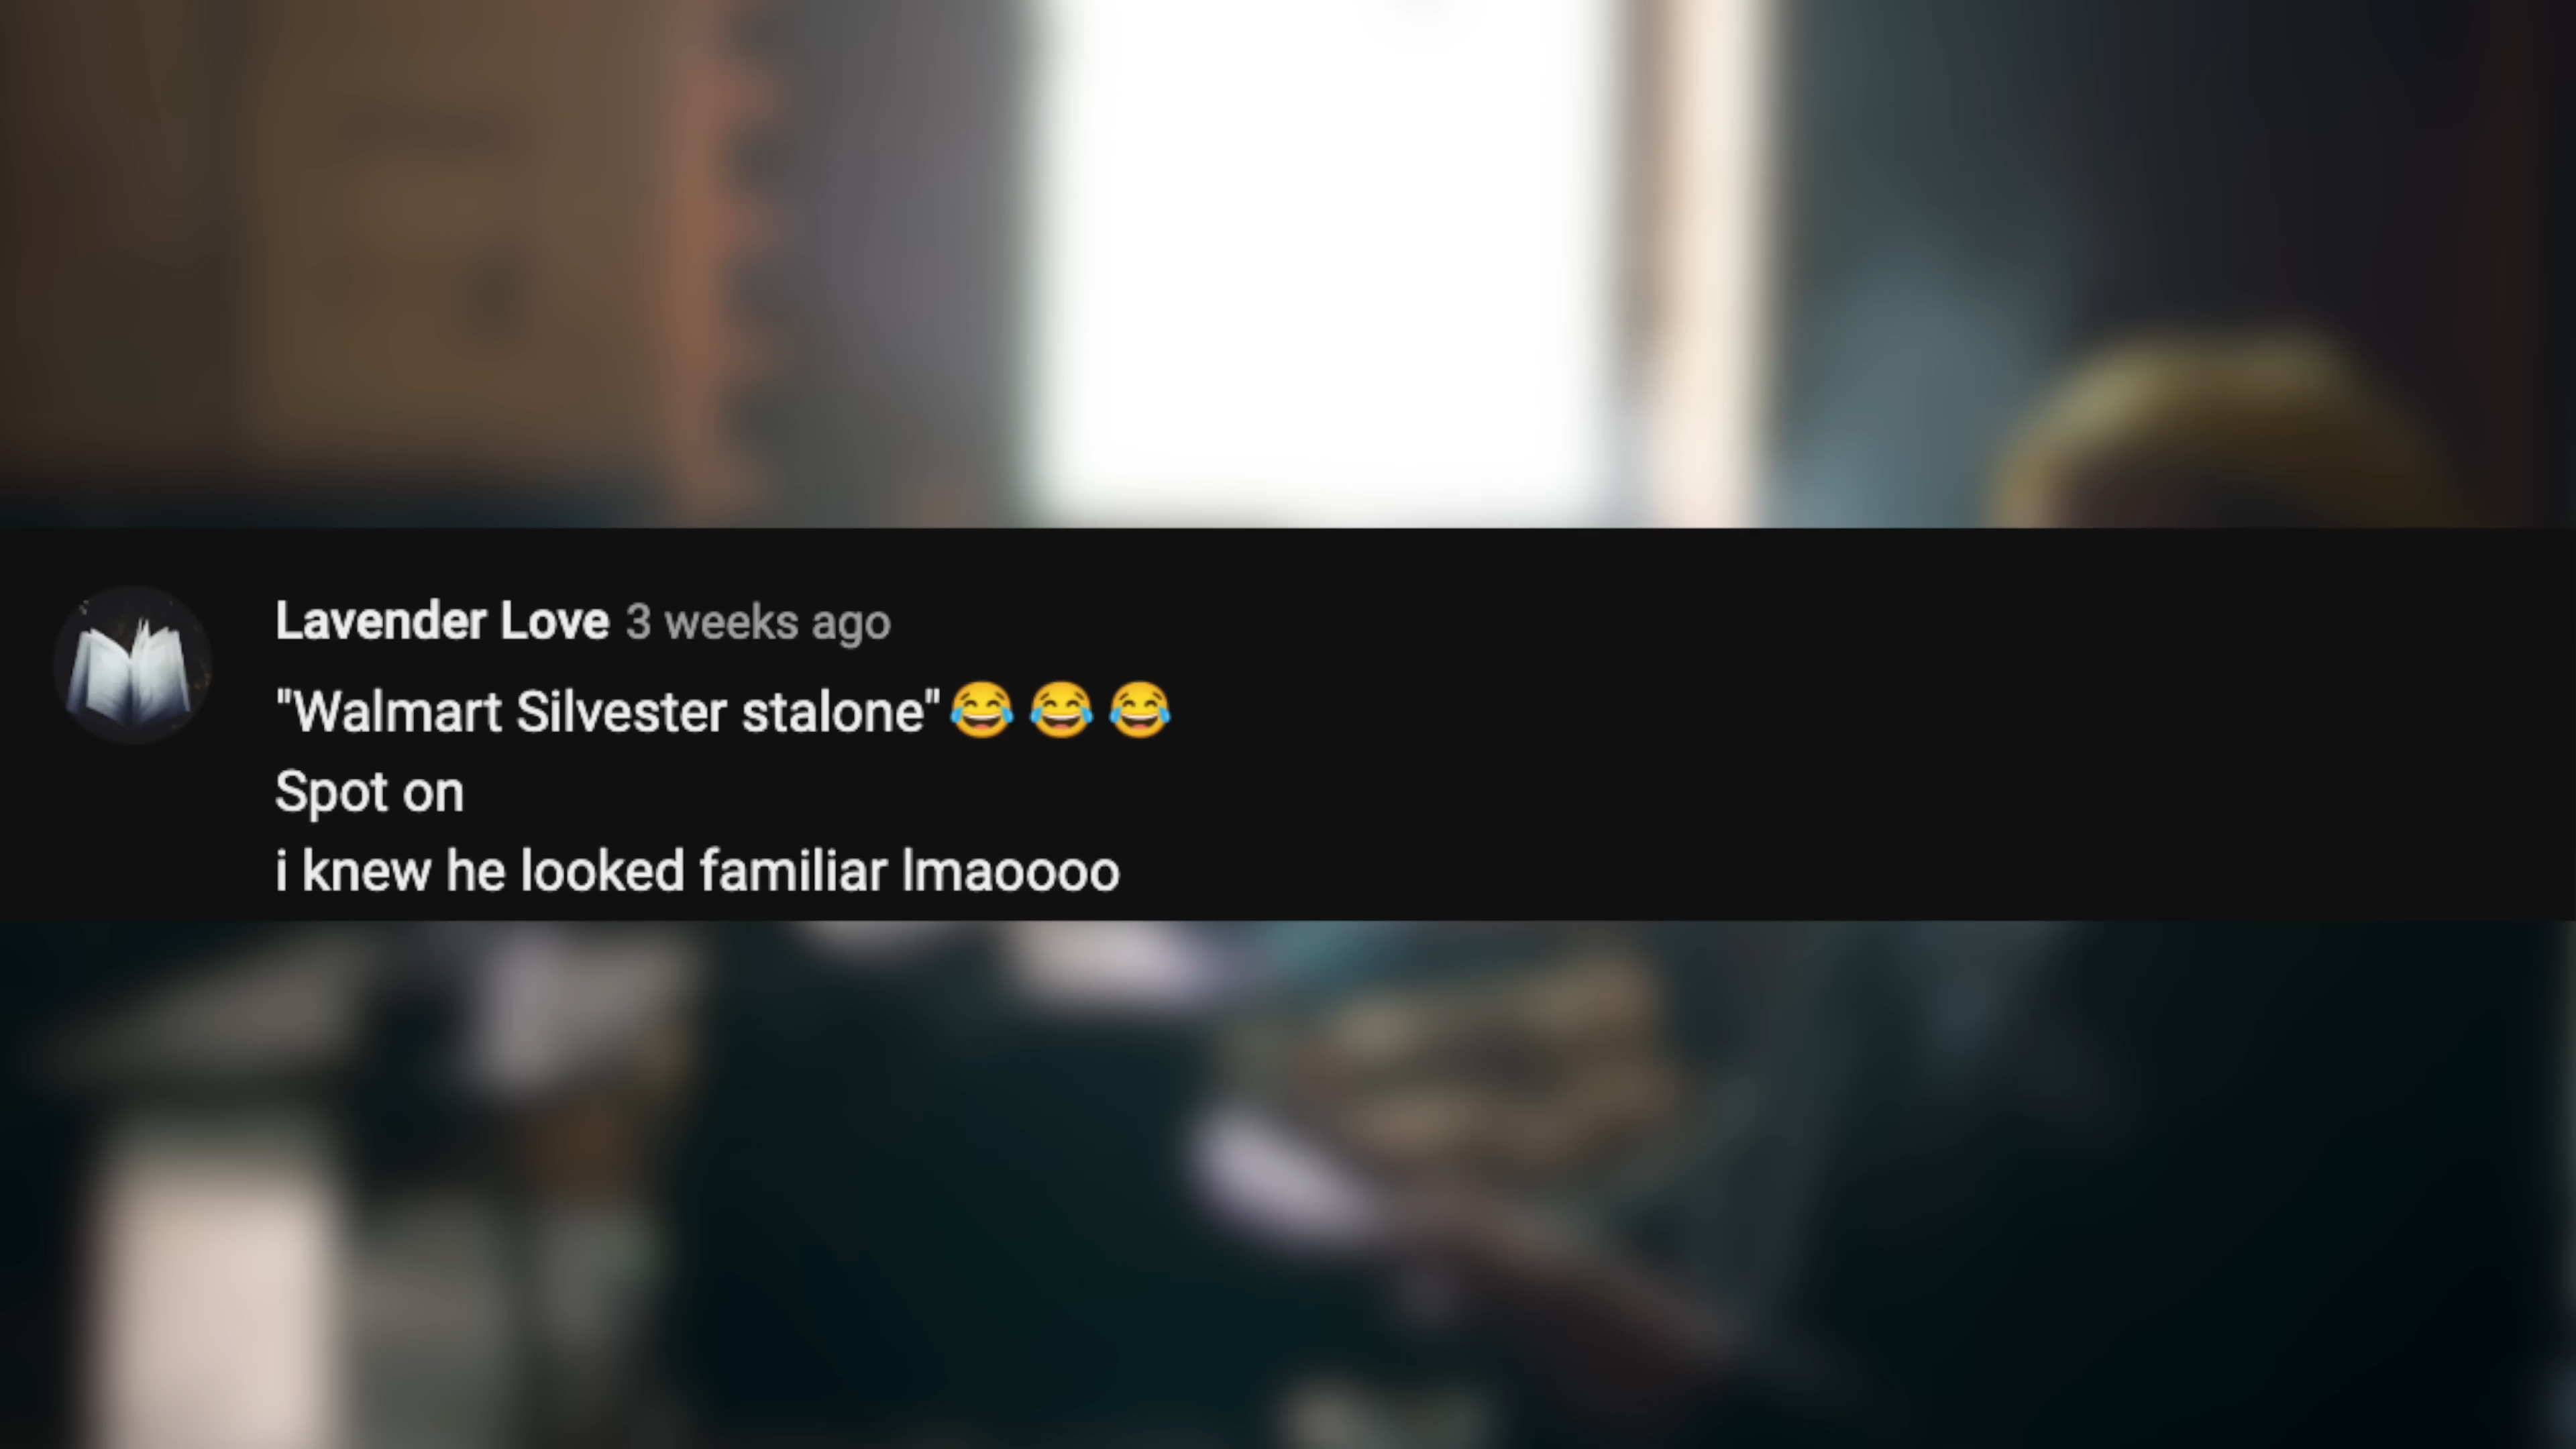 Lavender Love 3 weeks ago
"Walmart Silvester stalone"😂😂😂
Spot on
i knew he looked familiar lmaoooo